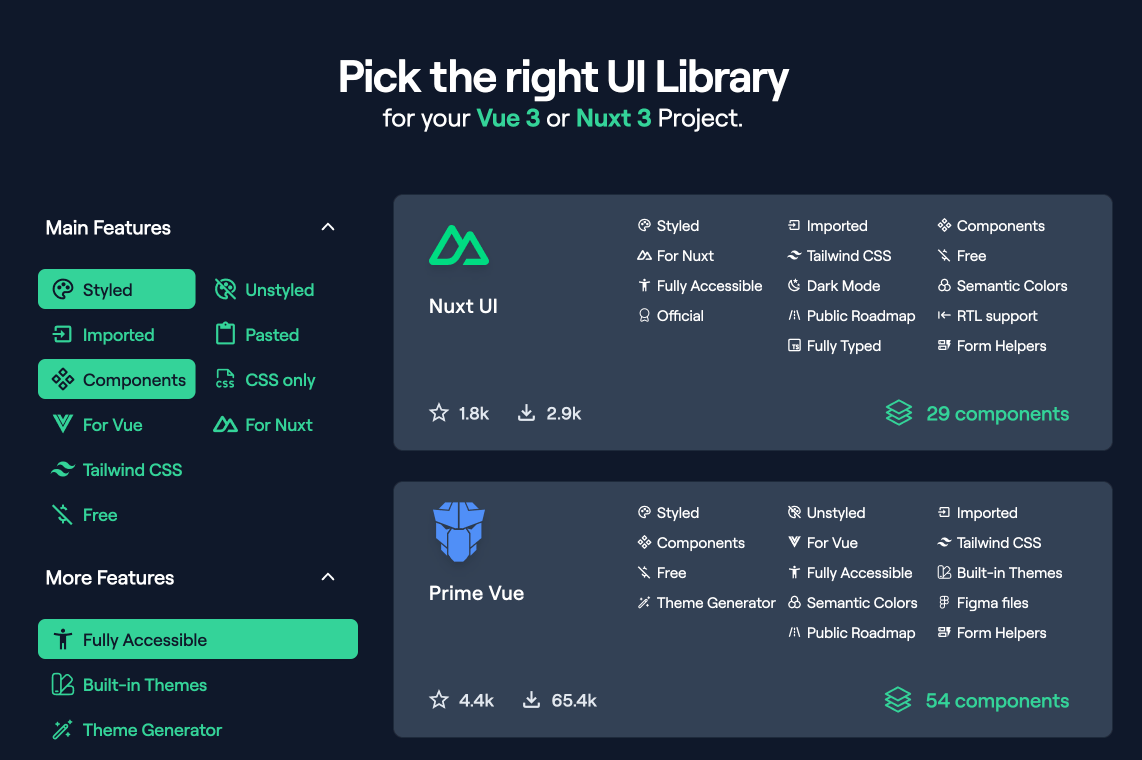 Pick the right UI Library
for your Vue 3 or Nuxt 3 Project.
Main Features
Styled
Unstyled
Imported
Pasted
Components
CSS
CSS only
For Vue
For Nuxt
Tailwind CSS
Free
More Features
Fully Accessible
Built-in Themes
Theme Generator
Nuxt UI
Styled
Imported
Components
For Nuxt
Tailwind CSS
Free
Fully Accessible
Dark Mode
Semantic Colors
Official
Public Roadmap
RTL support
TS
Fully Typed
Form Helpers
1.8k
2.9k
29 components
Prime Vue
Styled
Unstyled
Imported
Components
For Vue
Tailwind CSS
Free
Fully Accessible
Built-in Themes
Theme Generator
Semantic Colors
Figma files
Public Roadmap
Form Helpers
4.4k
65.4k
54 components